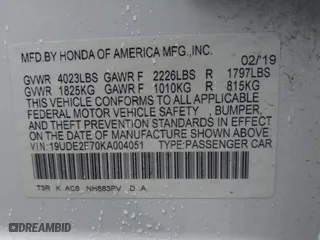 MFD.BY HONDA OF AMERICA MFG.,INC.
02/19
GVWR 4023LBS GAWR F 2226LBS R 1797LBS
GVWR 1825KG GAWR F 1010KG R 815KG
THIS VEHICLE CONFORMS TO ALL APPLICABLE
FEDERAL MOTOR VEHICLE SAFETY, BUMPER,
AND THEFT PREVENTION STANDARDS IN EFFECT
ON THE DATE OF MANUFACTURE SHOWN ABOVE.
VIN:19UDE2F70KA004051 TYPE:PASSENGER CAR
T3R K AC6 NH883PV D A